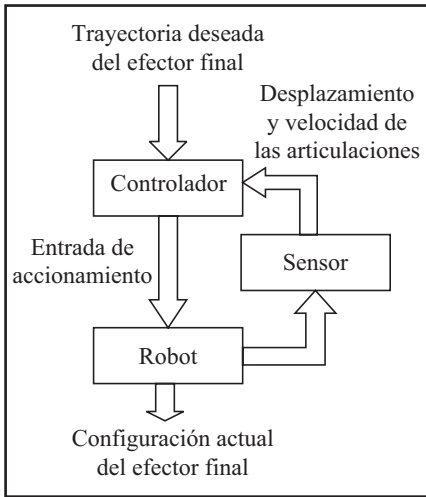 Trayectoria deseada
del efector final
Desplazamiento
y velocidad de
las articulaciones
Controlador
Entrada de
accionamiento
Sensor
Robot
Configuración actual
del efector final